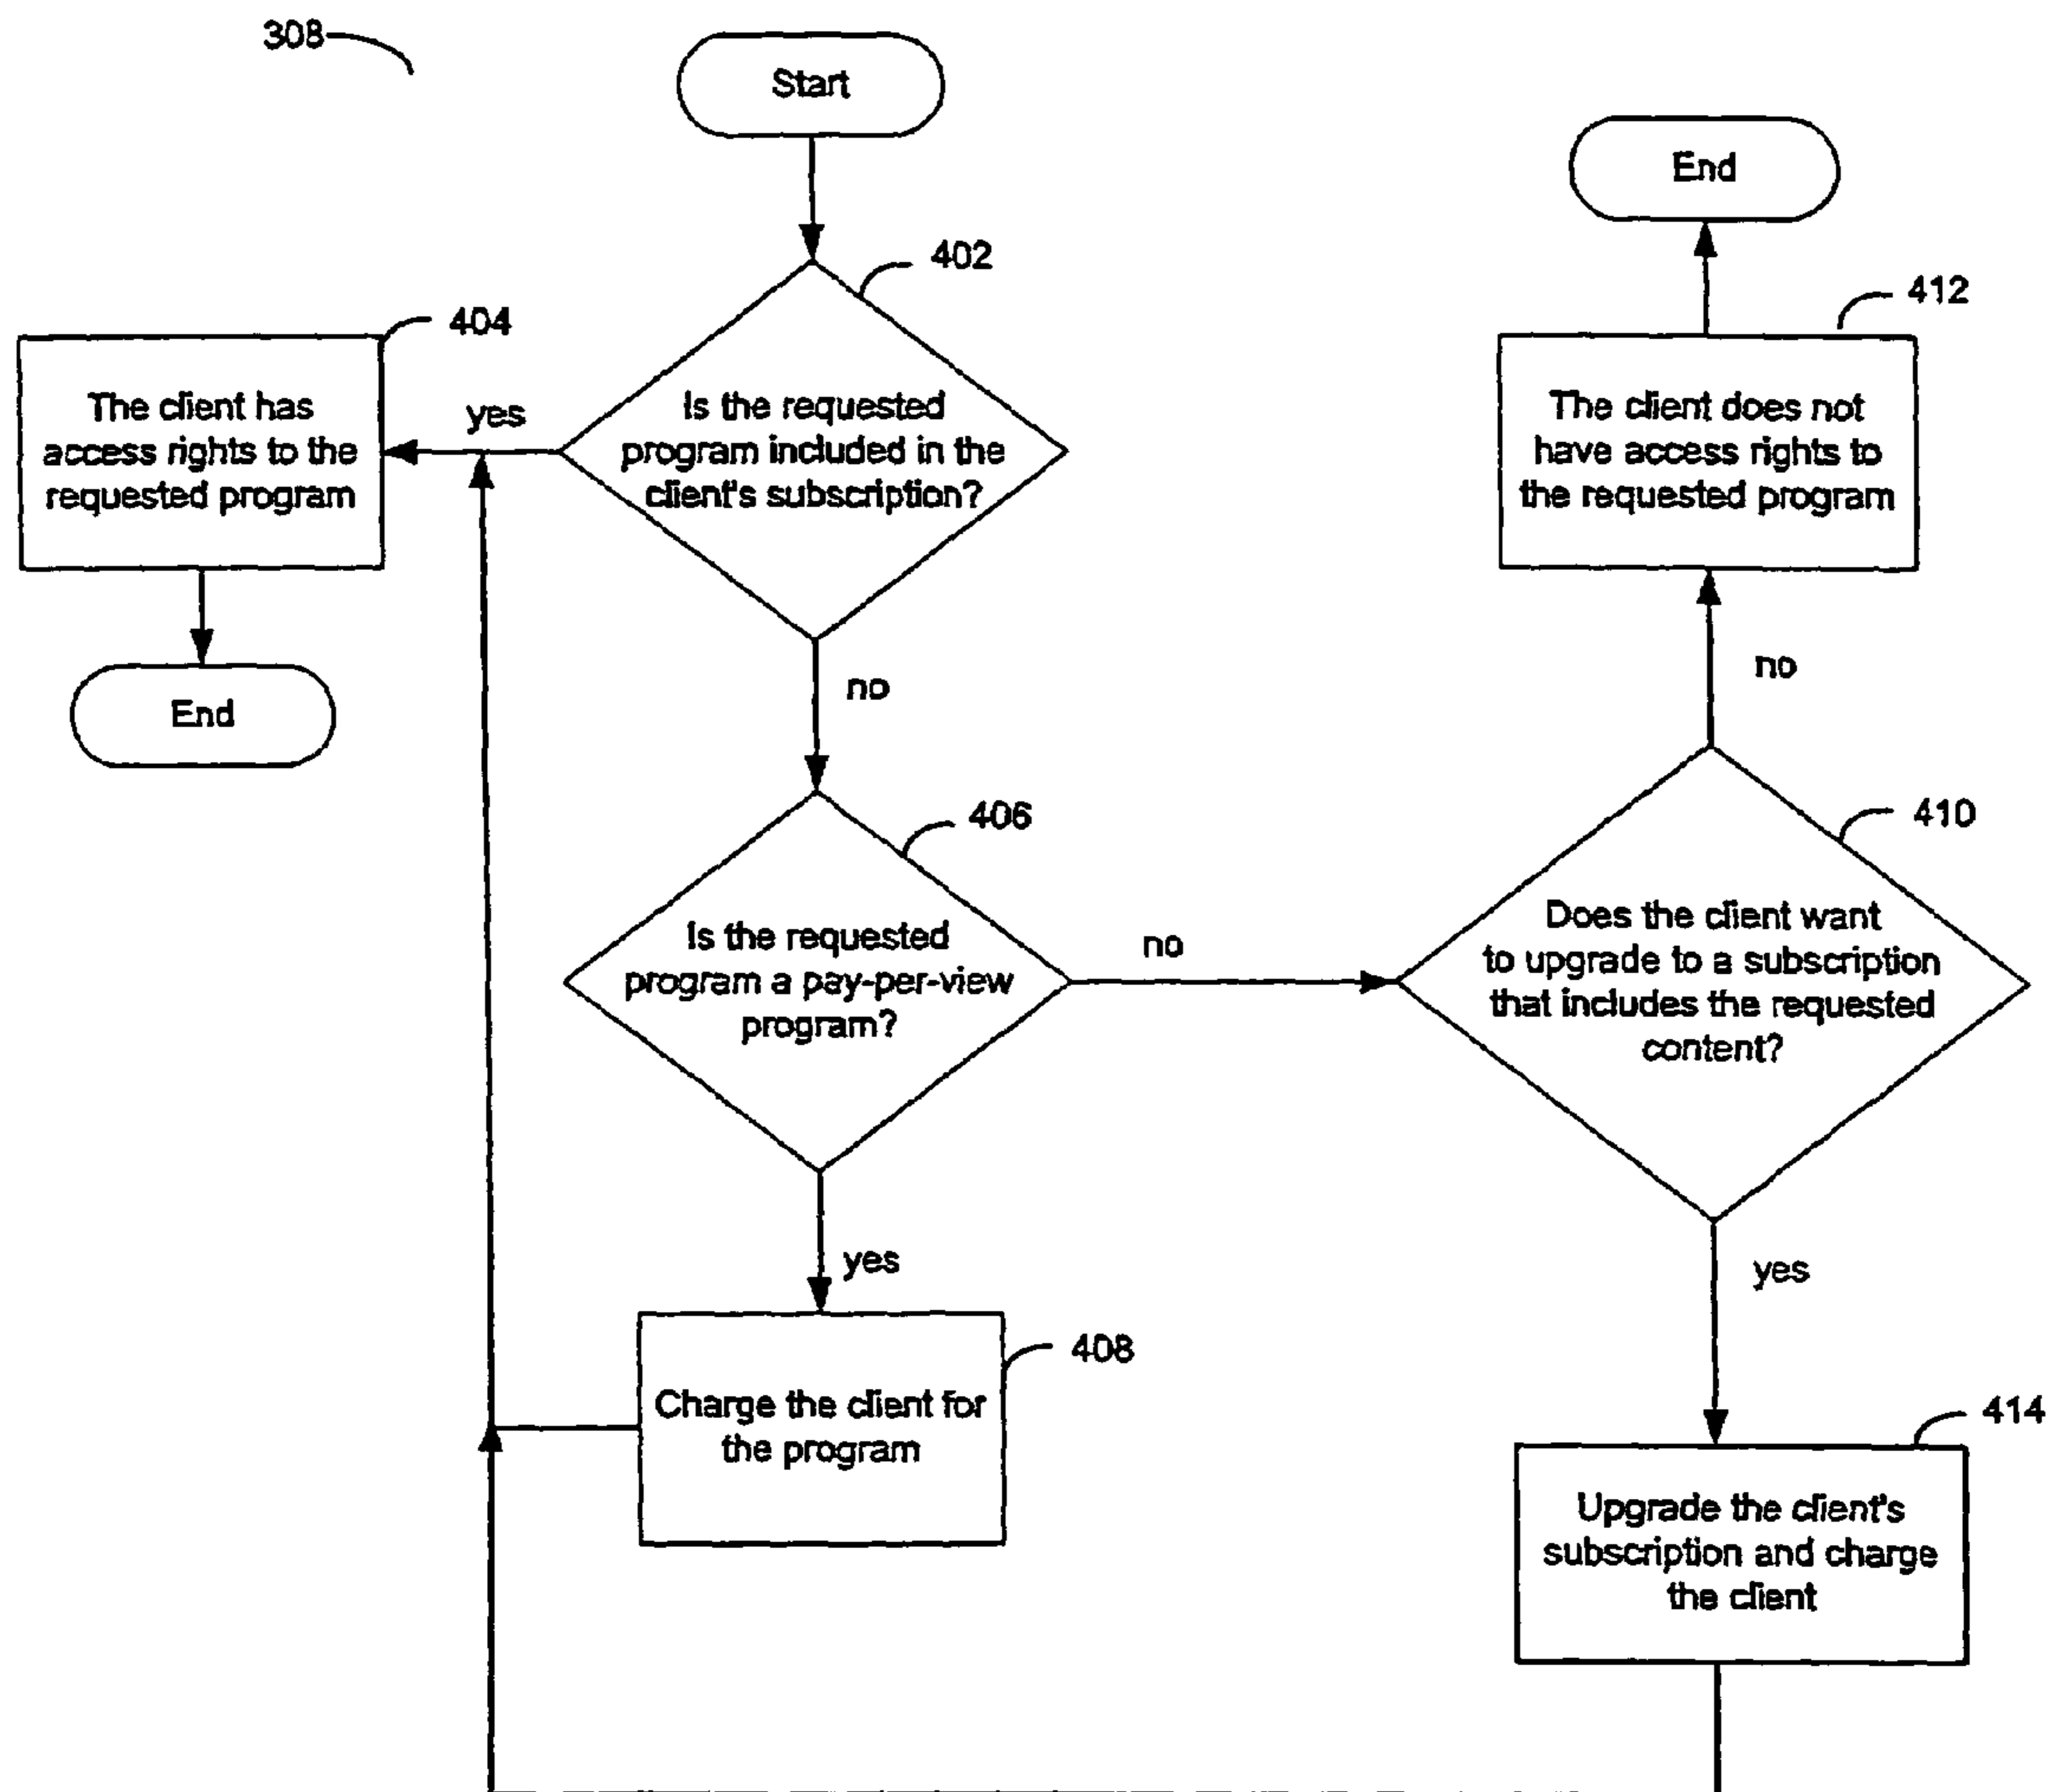 308
Start
402
Is the requested
program included in the
client's subscription?
yes
404
The client has
access rights to the
requested program
End
no
406
Is the requested
program a pay-per-view
program?
yes
408
Charge the client for
the program
no
410
Does the client want
to upgrade to a subscription
that includes the requested
content?
no
412
The client does not
have access rights to
the requested program
End
yes
414
Upgrade the client's
subscription and charge
the client